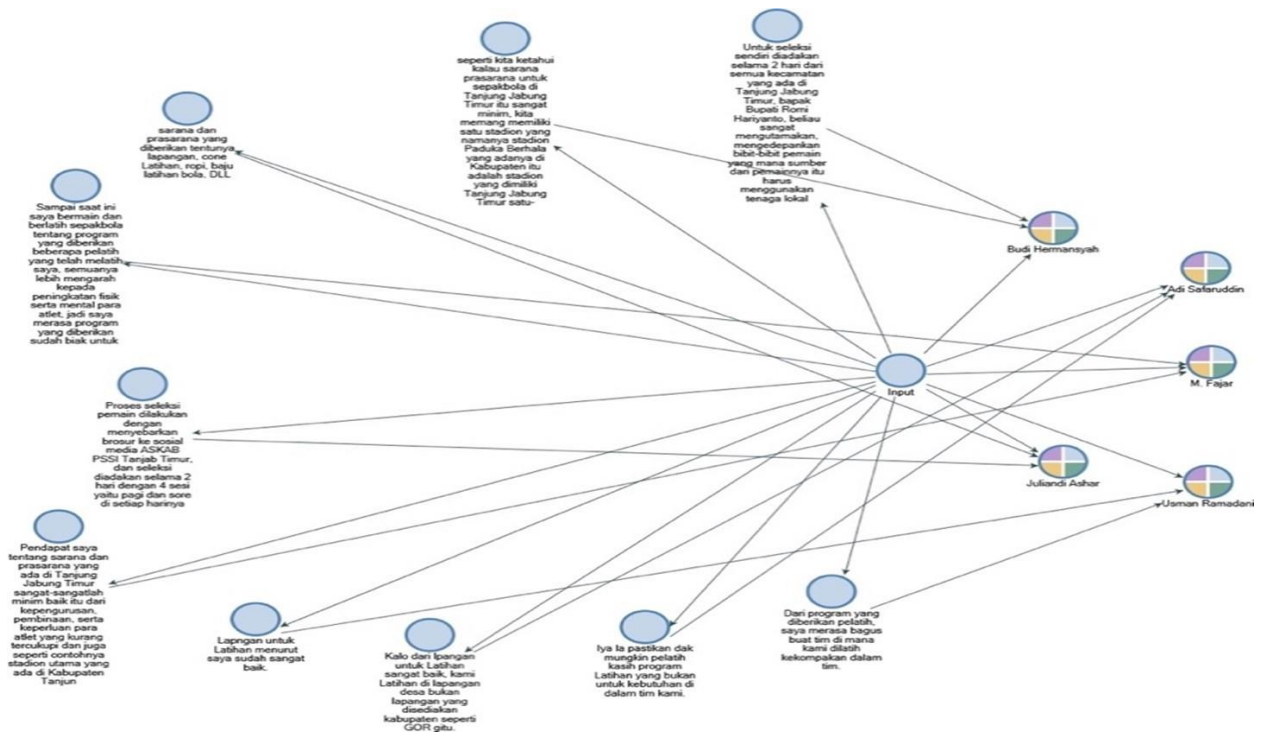 seperti kita ketahui
kalau sarana
prasarana untuk
sepakbola di
Tanjung Jabung
Timur itu sangat
minim, kita
memang memiliki
satu stadion yang
namanya stadion
Paduka Berhala
yang adanya di
Kabupaten itu
adalah stadion
yang dimiliki
Tanjung Jabung
Timur satu-
Untuk seleksi
sendiri diadakan
selama 2 hari dari
semua kecamatan
yang ada di
Tanjung Jabung
Timur, bapak
Bupati Romi
Hariyanto, beliau
sangat
mengutamakan,
mengedepankan
bibit-bibit pemain
yang mana sumber
dari pemainnya itu
harus
menggunakan
tenaga lokal
sarana dan
prasarana yang
diberikan tentunya
lapangan, cone
Latihan, ropi, baju
latihan bola, DLL
Sampai saat ini
saya bermain dan
berlatih sepakbola
tentang program
yang diberikan
beberapa pelatih
yang telah melatih
saya, semuanya
lebih mengarah
kepada
peningkatan fisik
serta mental para
atlet, jadi saya
merasa program
yang diberikan
sudah biak untuk
Budi Hermansyah
Adi Safaruddin
M. Fajar
Input
Proses seleksi
pemain dilakukan
dengan
menyebarkan
brosur ke sosial
media ASKAB
PSSI Tanjab Timur,
dan seleksi
diadakan selama 2
hari dengan 4 sesi
yaitu pagi dan sore
di setiap harinya
Juliandi Ashar
Usman Ramadani
Pendapat saya
tentang sarana dan
prasarana yang
ada di Tanjung
Jabung Timur
sangat-sangatlah
minim baik itu dari
kepengurusan,
pembinaan, serta
keperluan para
atlet yang kurang
tercukupi dan juga
seperti contohnya
stadion utama yang
ada di Kabupaten
Tanjun
Lapngan untuk
Latihan menurut
saya sudah sangat
baik.
Kalo dari lpangan
untuk Latihan
sangat baik, kami
Latihan di lapangan
desa bukan
lapangan yang
disediakan
kabupaten seperti
GOR gitu.
Iya la pastikan dak
mungkin pelatih
kasih program
Latihan yang bukan
untuk kebutuhan di
dalam tim kami.
Dari program yang
diberikan pelatih,
saya merasa bagus
buat tim di mana
kami dilatih
kekompakan dalam
tim.